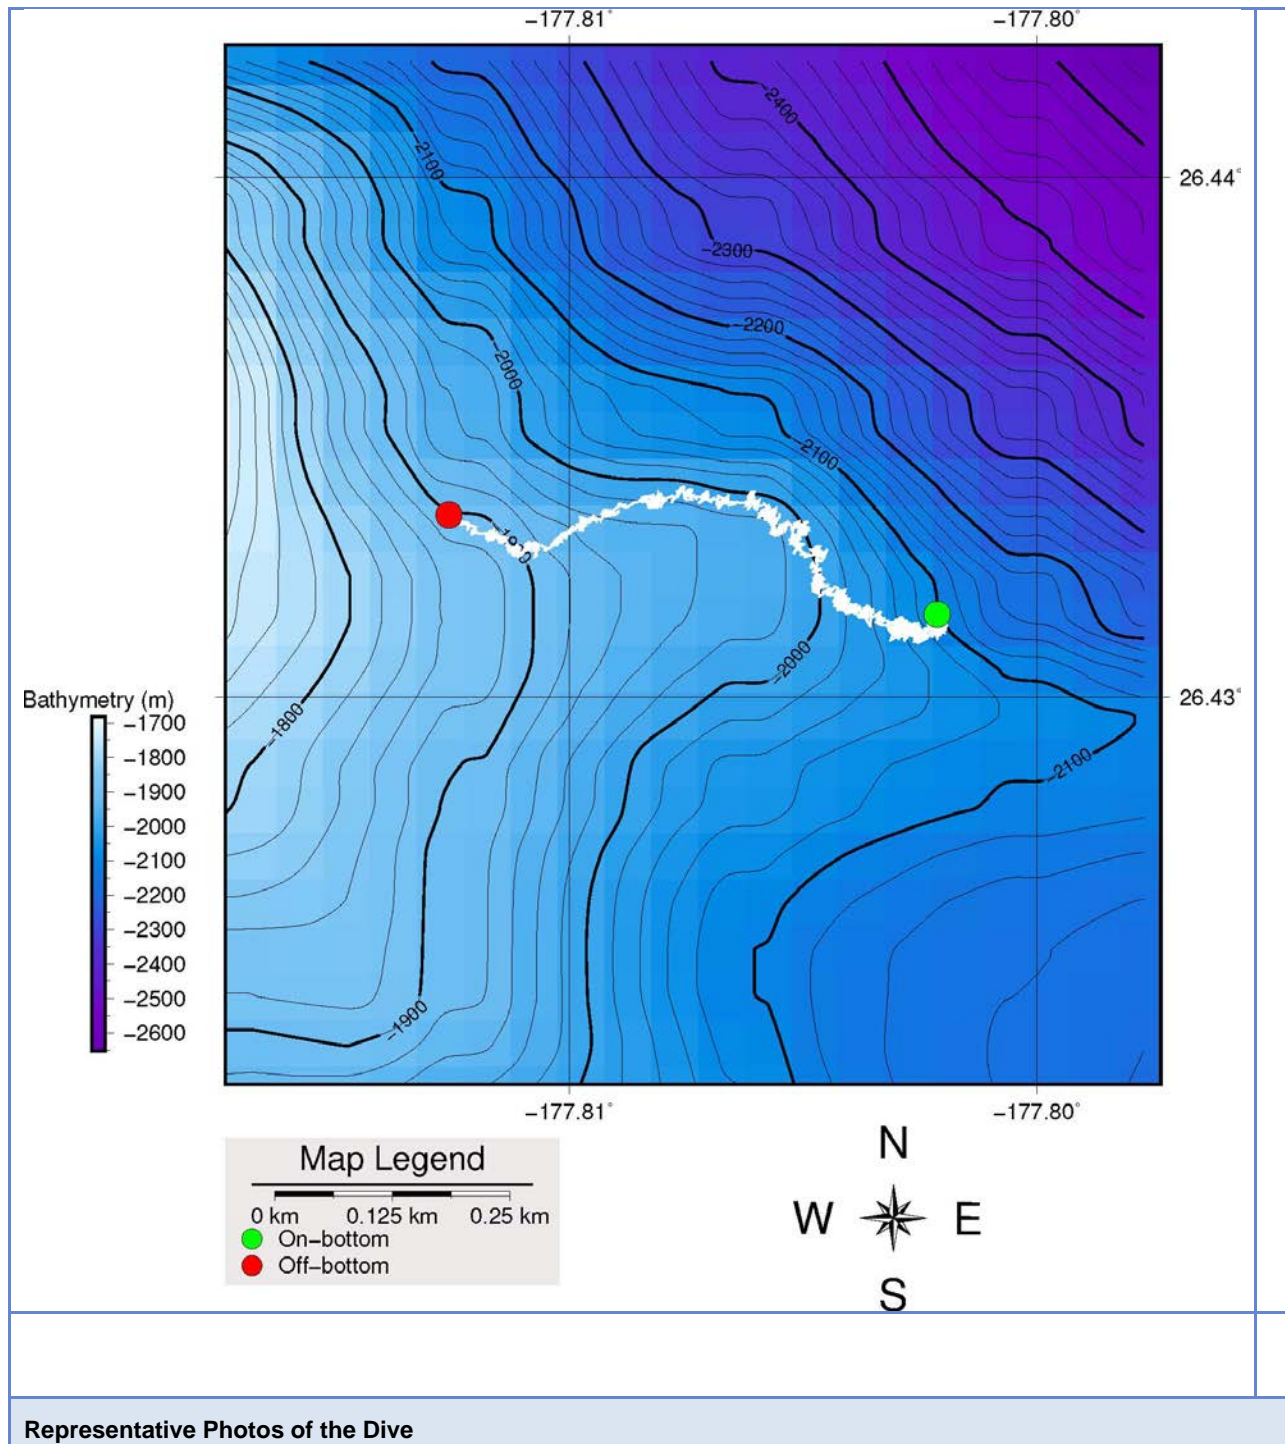 -177.81° -177.80°
-2400
-2100
26.44°
-2300
-2200
-2000
-2100
-1900
-2000
26.43°
Bathymetry (m)
-1700
-1800
-1900
-2000
-2100
-2200
-2300
-2400
-2500
-2600
-1800
-2100
-1900
-177.81° -177.80°
Map Legend
0 km 0.125 km 0.25 km
On-bottom
Off-bottom
N
W E
S
Representative Photos of the Dive